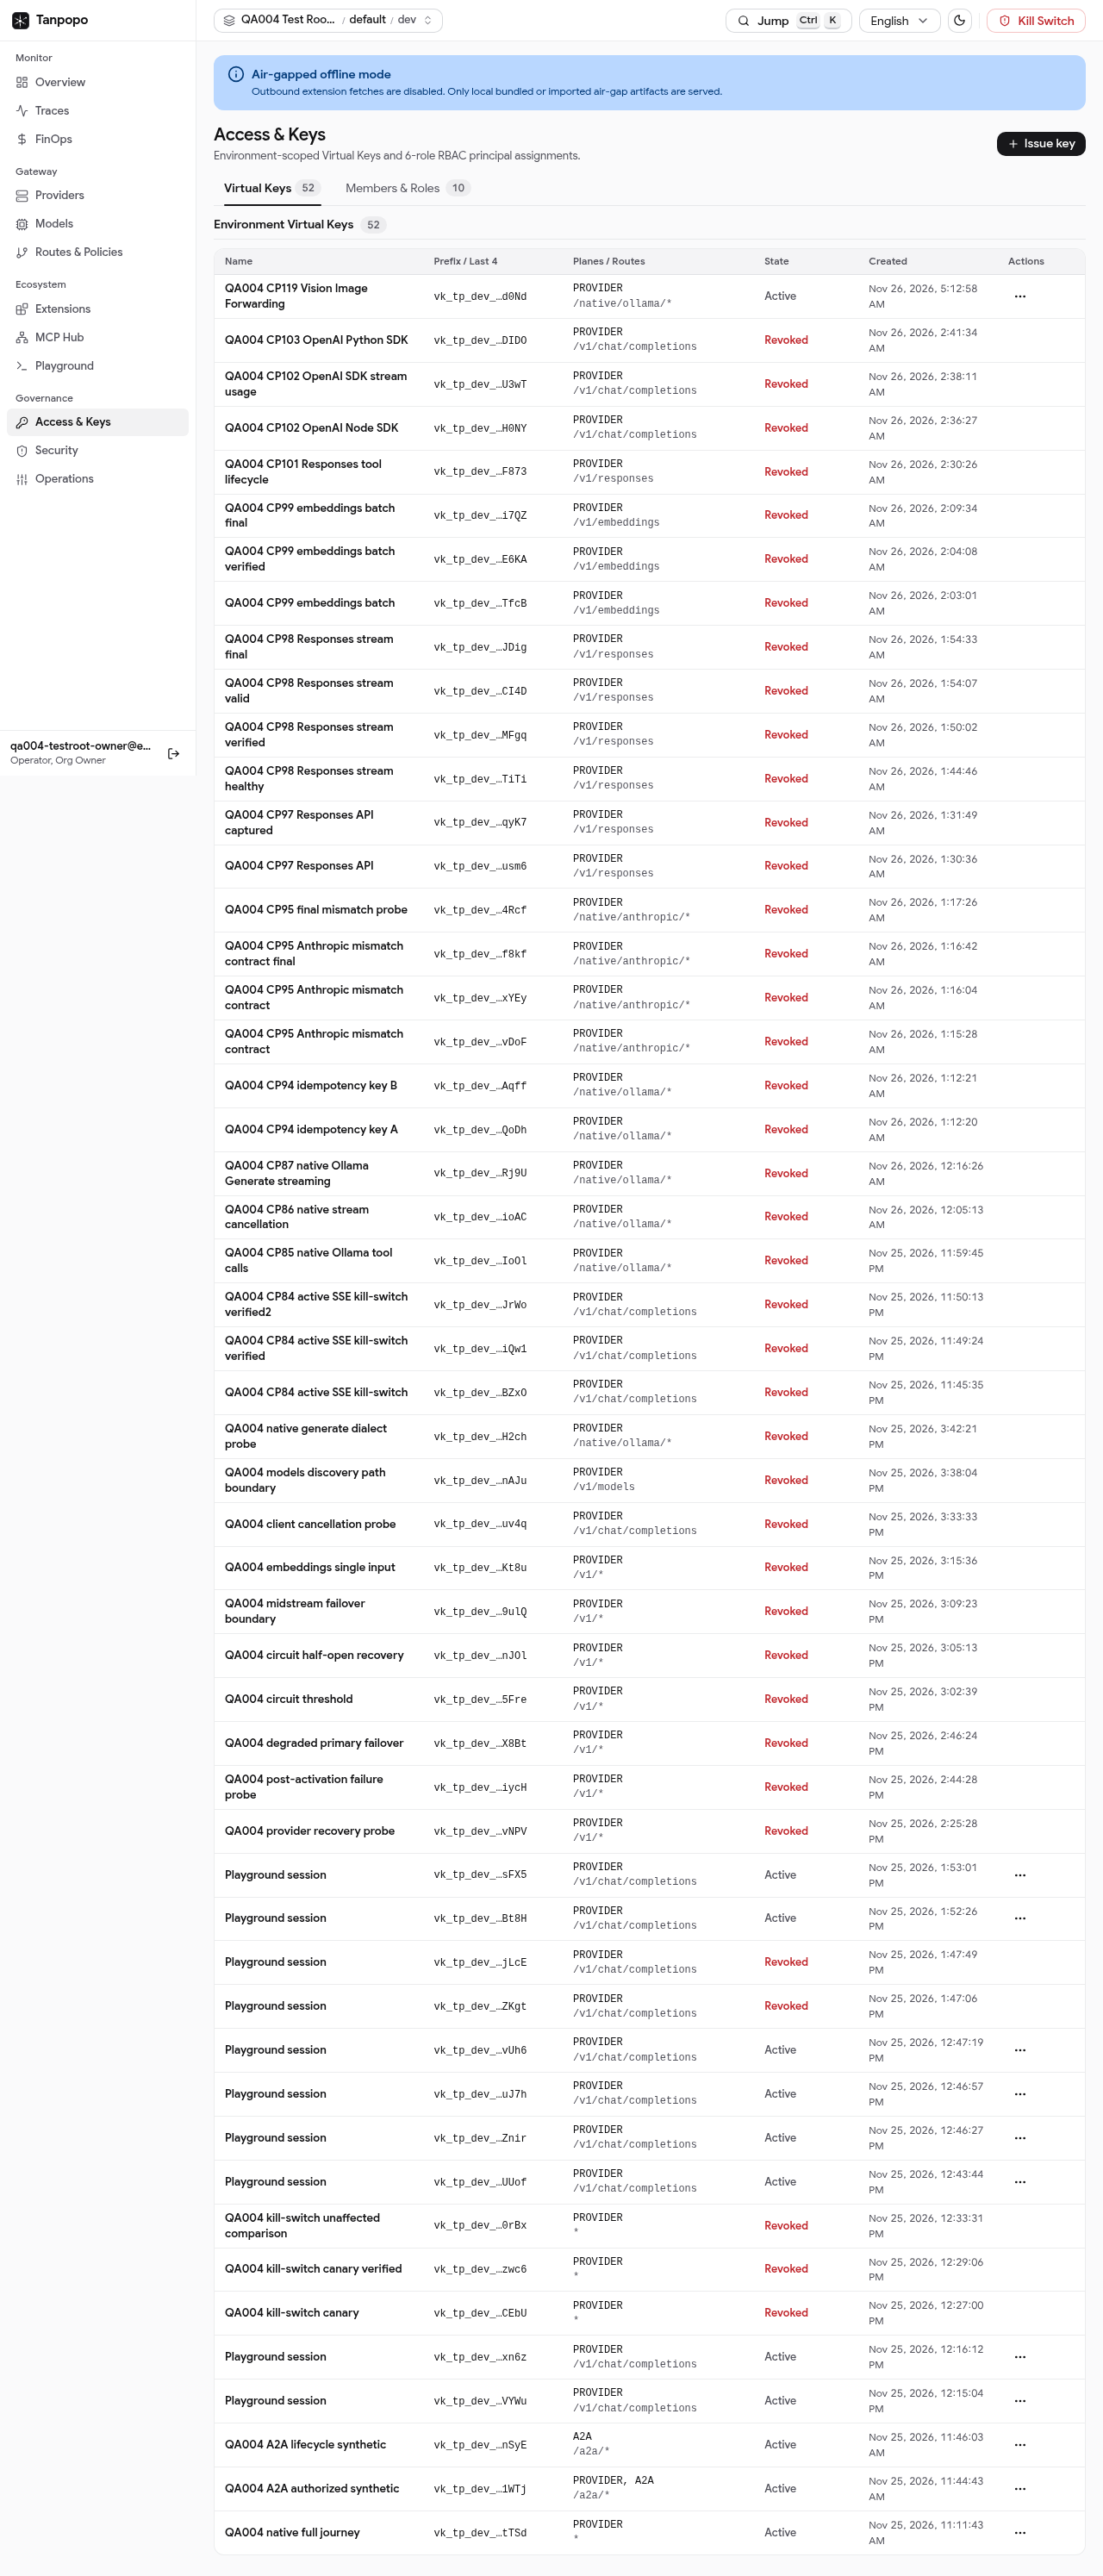 Tanpopo
QA004 Test Roo... / default / dev
Jump Ctrl K
English
Kill Switch
Monitor
Overview
Traces
FinOps
Gateway
Providers
Models
Routes & Policies
Ecosystem
Extensions
MCP Hub
Playground
Governance
Access & Keys
Security
Operations
qa004-testroot-owner@e...
Operator, Org Owner
Air-gapped offline mode
Outbound extension fetches are disabled. Only local bundled or imported air-gap artifacts are served.
Access & Keys
Environment-scoped Virtual Keys and 6-role RBAC principal assignments.
Issue key
Virtual Keys 52 Members & Roles 10
Environment Virtual Keys 52
Name Prefix / Last 4 Planes / Routes State Created Actions
QA004 CP119 Vision Image Forwarding vk_tp_dev_…d0Nd PROVIDER /native/ollama/* Active Nov 26, 2026, 5:12:58 AM
QA004 CP103 OpenAI Python SDK vk_tp_dev_…DIDO PROVIDER /v1/chat/completions Revoked Nov 26, 2026, 2:41:34 AM
QA004 CP102 OpenAI SDK stream usage vk_tp_dev_…U3wT PROVIDER /v1/chat/completions Revoked Nov 26, 2026, 2:38:11 AM
QA004 CP102 OpenAI Node SDK vk_tp_dev_…H0NY PROVIDER /v1/chat/completions Revoked Nov 26, 2026, 2:36:27 AM
QA004 CP101 Responses tool lifecycle vk_tp_dev_…F873 PROVIDER /v1/responses Revoked Nov 26, 2026, 2:30:26 AM
QA004 CP99 embeddings batch final vk_tp_dev_…i7QZ PROVIDER /v1/embeddings Revoked Nov 26, 2026, 2:09:34 AM
QA004 CP99 embeddings batch verified vk_tp_dev_…E6KA PROVIDER /v1/embeddings Revoked Nov 26, 2026, 2:04:08 AM
QA004 CP99 embeddings batch vk_tp_dev_…TfcB PROVIDER /v1/embeddings Revoked Nov 26, 2026, 2:03:01 AM
QA004 CP98 Responses stream final vk_tp_dev_…JDig PROVIDER /v1/responses Revoked Nov 26, 2026, 1:54:33 AM
QA004 CP98 Responses stream valid vk_tp_dev_…CI4D PROVIDER /v1/responses Revoked Nov 26, 2026, 1:54:07 AM
QA004 CP98 Responses stream verified vk_tp_dev_…MFgq PROVIDER /v1/responses Revoked Nov 26, 2026, 1:50:02 AM
QA004 CP98 Responses stream healthy vk_tp_dev_…TiTi PROVIDER /v1/responses Revoked Nov 26, 2026, 1:44:46 AM
QA004 CP97 Responses API captured vk_tp_dev_…qyK7 PROVIDER /v1/responses Revoked Nov 26, 2026, 1:31:49 AM
QA004 CP97 Responses API vk_tp_dev_…usm6 PROVIDER /v1/responses Revoked Nov 26, 2026, 1:30:36 AM
QA004 CP95 final mismatch probe vk_tp_dev_…4Rcf PROVIDER /native/anthropic/* Revoked Nov 26, 2026, 1:17:26 AM
QA004 CP95 Anthropic mismatch contract final vk_tp_dev_…f8kf PROVIDER /native/anthropic/* Revoked Nov 26, 2026, 1:16:42 AM
QA004 CP95 Anthropic mismatch contract vk_tp_dev_…xYEy PROVIDER /native/anthropic/* Revoked Nov 26, 2026, 1:16:04 AM
QA004 CP95 Anthropic mismatch contract vk_tp_dev_…vDoF PROVIDER /native/anthropic/* Revoked Nov 26, 2026, 1:15:28 AM
QA004 CP94 idempotency key B vk_tp_dev_…Aqff PROVIDER /native/ollama/* Revoked Nov 26, 2026, 1:12:21 AM
QA004 CP94 idempotency key A vk_tp_dev_…QoDh PROVIDER /native/ollama/* Revoked Nov 26, 2026, 1:12:20 AM
QA004 CP87 native Ollama Generate streaming vk_tp_dev_…Rj9U PROVIDER /native/ollama/* Revoked Nov 26, 2026, 12:16:26 AM
QA004 CP86 native stream cancellation vk_tp_dev_…ioAC PROVIDER /native/ollama/* Revoked Nov 26, 2026, 12:05:13 AM
QA004 CP85 native Ollama tool calls vk_tp_dev_…IoOl PROVIDER /native/ollama/* Revoked Nov 25, 2026, 11:59:45 PM
QA004 CP84 active SSE kill-switch verified2 vk_tp_dev_…JrWo PROVIDER /v1/chat/completions Revoked Nov 25, 2026, 11:50:13 PM
QA004 CP84 active SSE kill-switch verified vk_tp_dev_…iQw1 PROVIDER /v1/chat/completions Revoked Nov 25, 2026, 11:49:24 PM
QA004 CP84 active SSE kill-switch vk_tp_dev_…BZxO PROVIDER /v1/chat/completions Revoked Nov 25, 2026, 11:45:35 PM
QA004 native generate dialect probe vk_tp_dev_…H2ch PROVIDER /native/ollama/* Revoked Nov 25, 2026, 3:42:21 PM
QA004 models discovery path boundary vk_tp_dev_…nAJu PROVIDER /v1/models Revoked Nov 25, 2026, 3:38:04 PM
QA004 client cancellation probe vk_tp_dev_…uv4q PROVIDER /v1/chat/completions Revoked Nov 25, 2026, 3:33:33 PM
QA004 embeddings single input vk_tp_dev_…Kt8u PROVIDER /v1/* Revoked Nov 25, 2026, 3:15:36 PM
QA004 midstream failover boundary vk_tp_dev_…9ulQ PROVIDER /v1/* Revoked Nov 25, 2026, 3:09:23 PM
QA004 circuit half-open recovery vk_tp_dev_…nJOl PROVIDER /v1/* Revoked Nov 25, 2026, 3:05:13 PM
QA004 circuit threshold vk_tp_dev_…5Fre PROVIDER /v1/* Revoked Nov 25, 2026, 3:02:39 PM
QA004 degraded primary failover vk_tp_dev_…X8Bt PROVIDER /v1/* Revoked Nov 25, 2026, 2:46:24 PM
QA004 post-activation failure probe vk_tp_dev_…iycH PROVIDER /v1/* Revoked Nov 25, 2026, 2:44:28 PM
QA004 provider recovery probe vk_tp_dev_…vNPV PROVIDER /v1/* Revoked Nov 25, 2026, 2:25:28 PM
Playground session vk_tp_dev_…sFX5 PROVIDER /v1/chat/completions Active Nov 25, 2026, 1:53:01 PM
Playground session vk_tp_dev_…Bt8H PROVIDER /v1/chat/completions Active Nov 25, 2026, 1:52:26 PM
Playground session vk_tp_dev_…jLcE PROVIDER /v1/chat/completions Revoked Nov 25, 2026, 1:47:49 PM
Playground session vk_tp_dev_…ZKgt PROVIDER /v1/chat/completions Revoked Nov 25, 2026, 1:47:06 PM
Playground session vk_tp_dev_…vUh6 PROVIDER /v1/chat/completions Active Nov 25, 2026, 12:47:19 PM
Playground session vk_tp_dev_…uJ7h PROVIDER /v1/chat/completions Active Nov 25, 2026, 12:46:57 PM
Playground session vk_tp_dev_…Znir PROVIDER /v1/chat/completions Active Nov 25, 2026, 12:46:27 PM
Playground session vk_tp_dev_…UUof PROVIDER /v1/chat/completions Active Nov 25, 2026, 12:43:44 PM
QA004 kill-switch unaffected comparison vk_tp_dev_…0rBx PROVIDER * Revoked Nov 25, 2026, 12:33:31 PM
QA004 kill-switch canary verified vk_tp_dev_…zwc6 PROVIDER * Revoked Nov 25, 2026, 12:29:06 PM
QA004 kill-switch canary vk_tp_dev_…CEbU PROVIDER * Revoked Nov 25, 2026, 12:27:00 PM
Playground session vk_tp_dev_…xn6z PROVIDER /v1/chat/completions Active Nov 25, 2026, 12:16:12 PM
Playground session vk_tp_dev_…VYWu PROVIDER /v1/chat/completions Active Nov 25, 2026, 12:15:04 PM
QA004 A2A lifecycle synthetic vk_tp_dev_…nSyE A2A /a2a/* Active Nov 25, 2026, 11:46:03 AM
QA004 A2A authorized synthetic vk_tp_dev_…1WTj PROVIDER, A2A /a2a/* Active Nov 25, 2026, 11:44:43 AM
QA004 native full journey vk_tp_dev_…tTSd PROVIDER * Active Nov 25, 2026, 11:11:43 AM